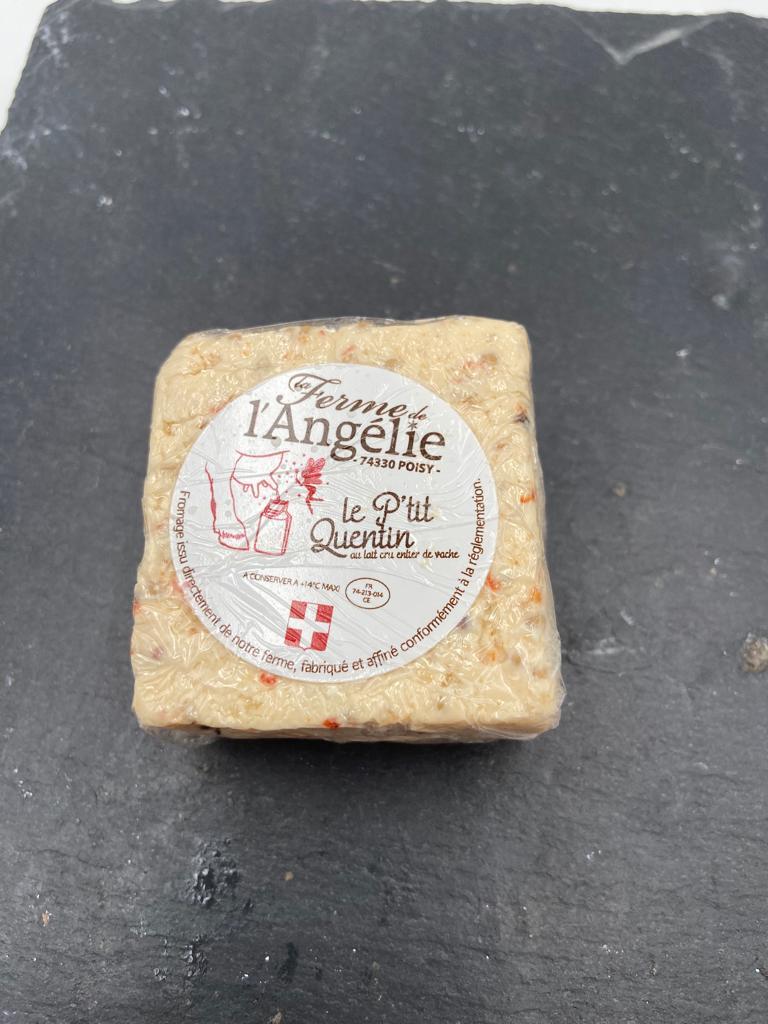 la Ferme de
l'Angélie
- 74330 POISY -
le P'tit
Quentin
au lait cru entier de vache
A CONSERVER A +14°C MAXI
FR
74-213-014
CE
Fromage issu directement de notre ferme, fabriqué et affiné conformément à la réglementation.